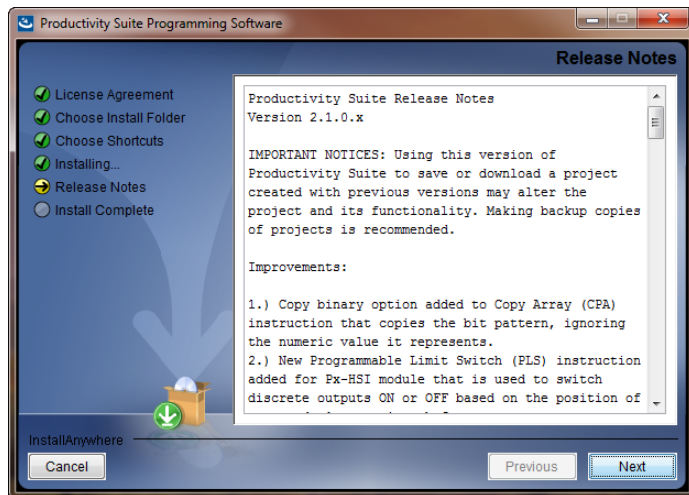 Productivity Suite Programming Software
Release Notes
License Agreement
Choose Install Folder
Choose Shortcuts
Installing...
Release Notes
Install Complete
Productivity Suite Release Notes
Version 2.1.0.x
IMPORTANT NOTICES: Using this version of
Productivity Suite to save or download a project
created with previous versions may alter the
project and its functionality. Making backup copies
of projects is recommended.
Improvements:
1.) Copy binary option added to Copy Array (CPA)
instruction that copies the bit pattern, ignoring
the numeric value it represents.
2.) New Programmable Limit Switch (PLS) instruction
added for Px-HSI module that is used to switch
discrete outputs ON or OFF based on the position of
InstallAnywhere
Cancel
Previous
Next